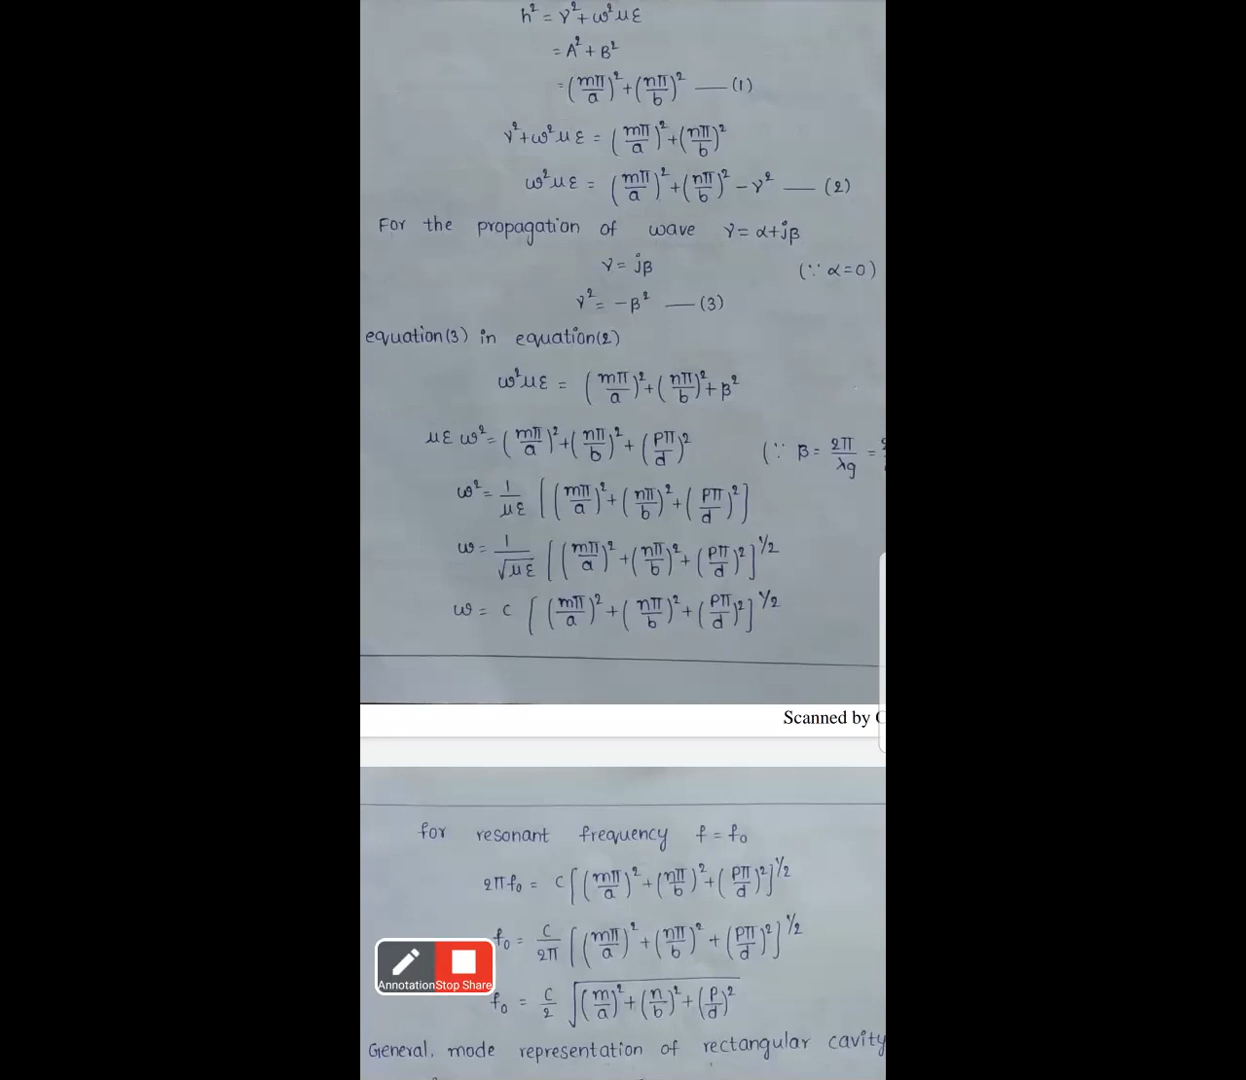 h² = γ² + ω²με
= A² + B²
= (mπ/a)² + (nπ/b)² — (1)
γ² + ω²με = (mπ/a)² + (nπ/b)²
ω²με = (mπ/a)² + (nπ/b)² - γ² — (2)
For the propagation of wave γ = α + jβ
γ = jβ (∵ α = 0)
γ² = -β² — (3)
equation(3) in equation(2)
ω²με = (mπ/a)² + (nπ/b)² + β²
με ω² = (mπ/a)² + (nπ/b)² + (Pπ/d)² (∵ β = 2π/λg =
ω² = 1/με [(mπ/a)² + (nπ/b)² + (Pπ/d)²]
ω = 1/√με [(mπ/a)² + (nπ/b)² + (Pπ/d)²]^1/2
ω = c [(mπ/a)² + (nπ/b)² + (Pπ/d)²]^1/2
Scanned by
for resonant frequency f = f₀
2πf₀ = C [(mπ/a)² + (nπ/b)² + (Pπ/d)²]^1/2
f₀ = C/2π [(mπ/a)² + (nπ/b)² + (Pπ/d)²]^1/2
Annotation Stop Share
f₀ = C/2 √(m/a)² + (n/b)² + (P/d)²
General. mode representation of rectangular cavity